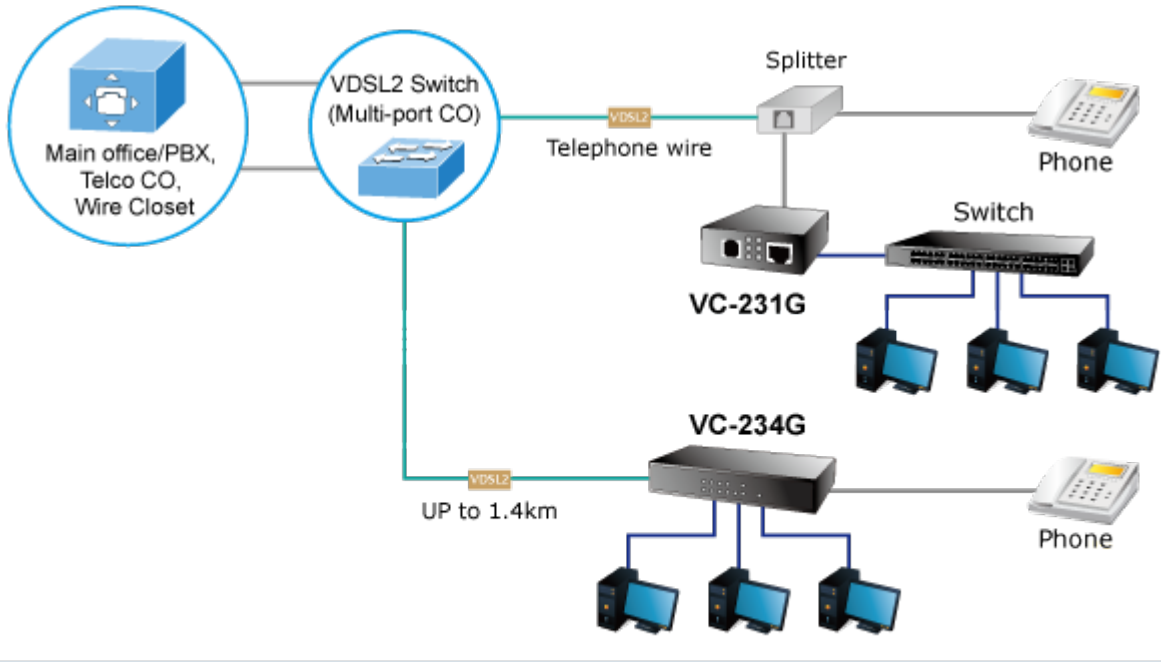 Splitter
VDSL2 Switch
(Multi-port CO)
VDSL2
Telephone wire
Phone
Main office/PBX,
Telco CO,
Wire Closet
Switch
VC-231G
VC-234G
VDSL2
UP to 1.4km
Phone